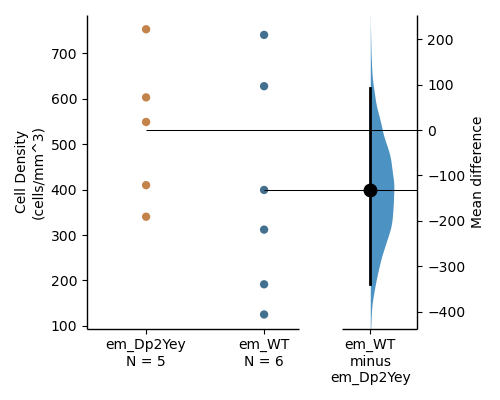 Cell Density
(cells/mm^3)
700
600
500
400
300
200
100
em_Dp2Yey
N = 5
em_WT
N = 6
em_WT
minus
em_Dp2Yey
200
100
0
−100
−200
−300
−400
Mean difference